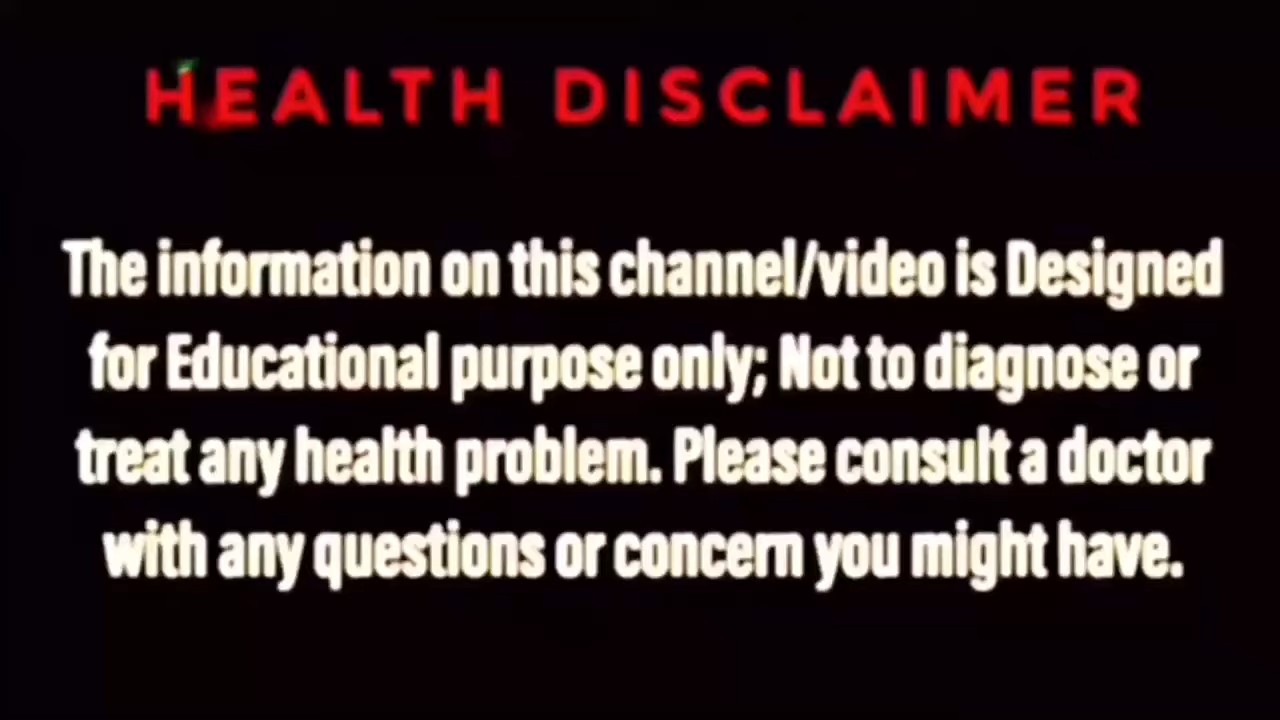 HEALTH DISCLAIMER
The information on this channel/video is Designed
for Educational purpose only; Not to diagnose or
treat any health problem. Please consult a doctor
with any questions or concern you might have.